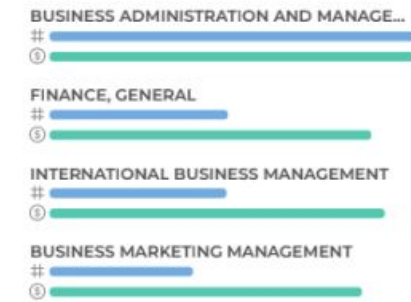 BUSINESS ADMINISTRATION AND MANAGE...
#
$
FINANCE, GENERAL
#
$
INTERNATIONAL BUSINESS MANAGEMENT
#
$
BUSINESS MARKETING MANAGEMENT
#
$